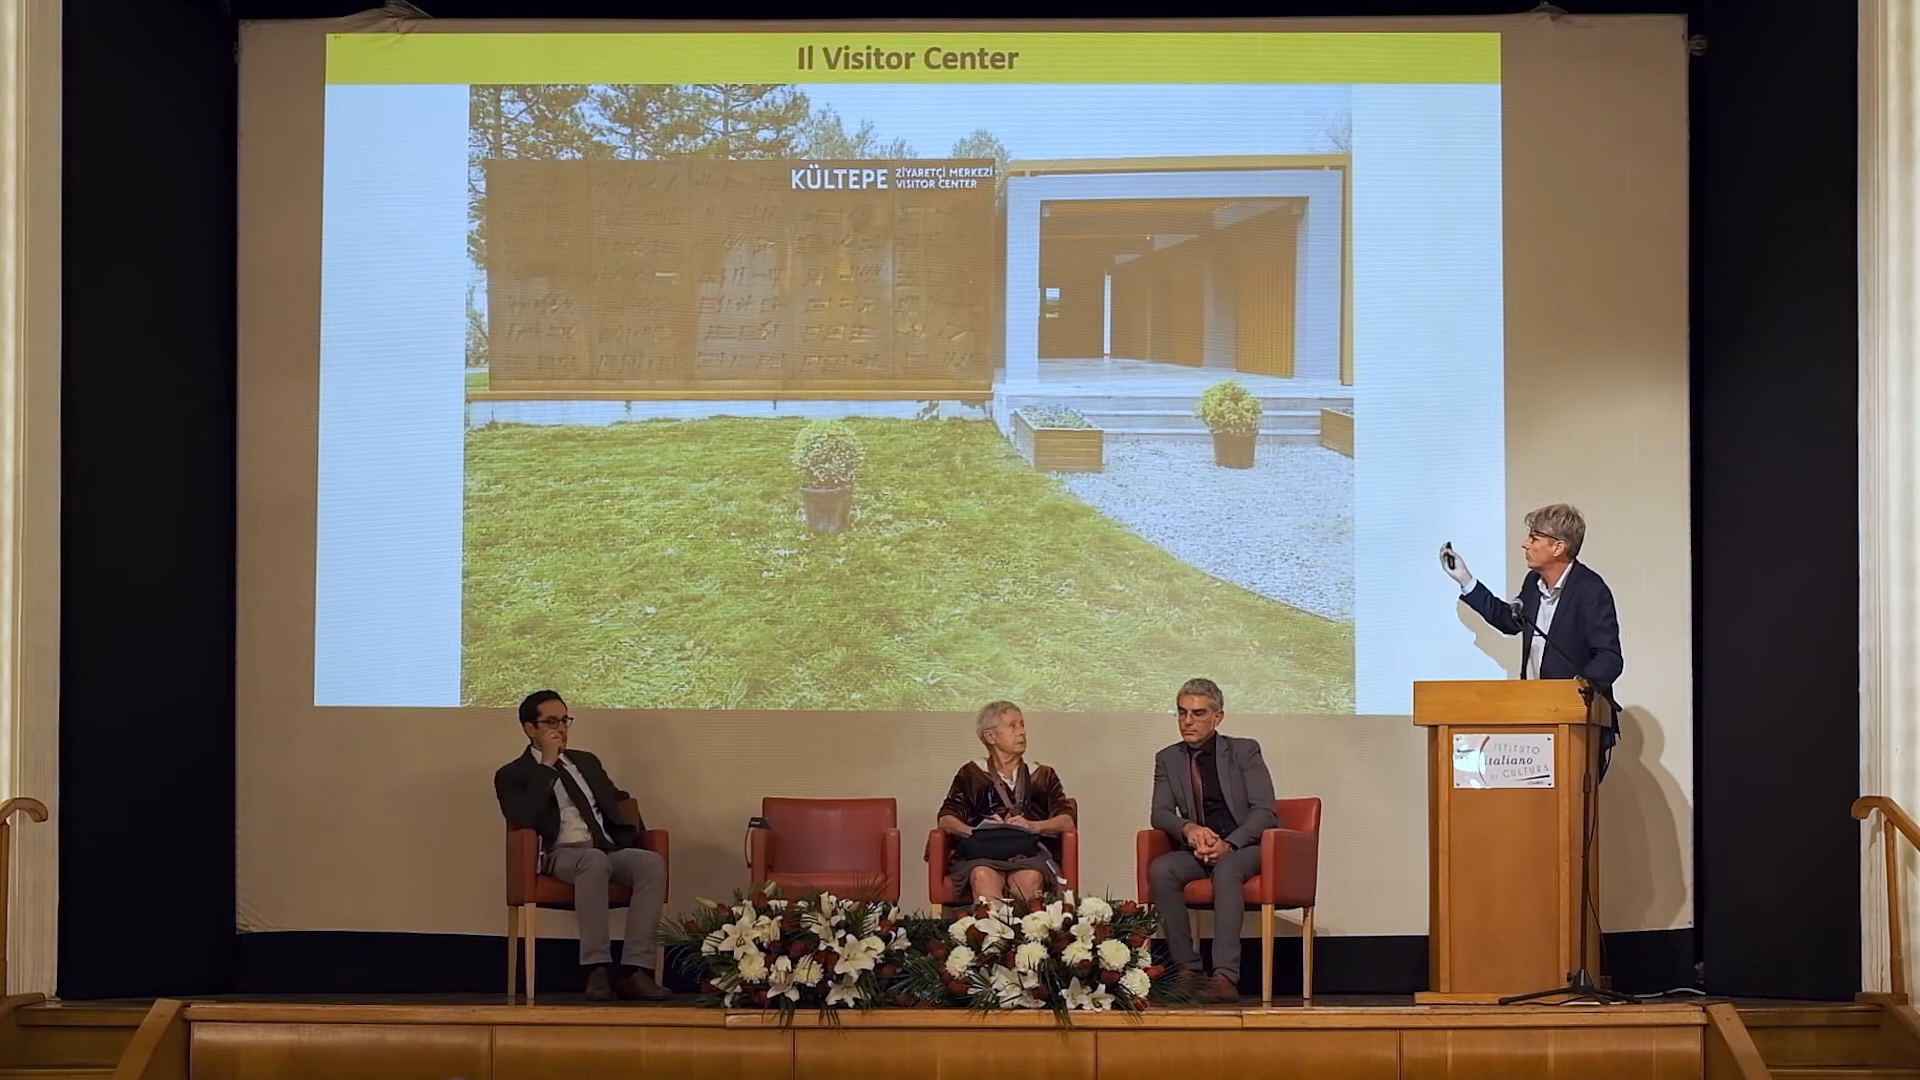 Il Visitor Center
KÜLTEPE
ZİYARETÇİ MERKEZİ
VISITOR CENTER
ISTITUTO
italiano
DI CULTURA